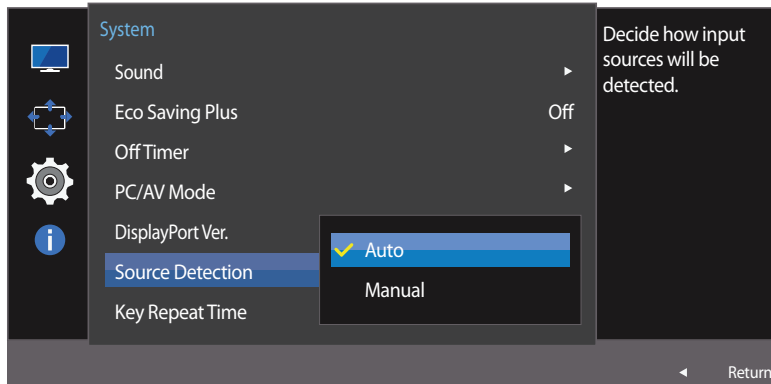 System
Sound
Eco Saving Plus Off
Off Timer
PC/AV Mode
DisplayPort Ver.
Source Detection
Key Repeat Time
Auto
Manual
Decide how input
sources will be
detected.
Return